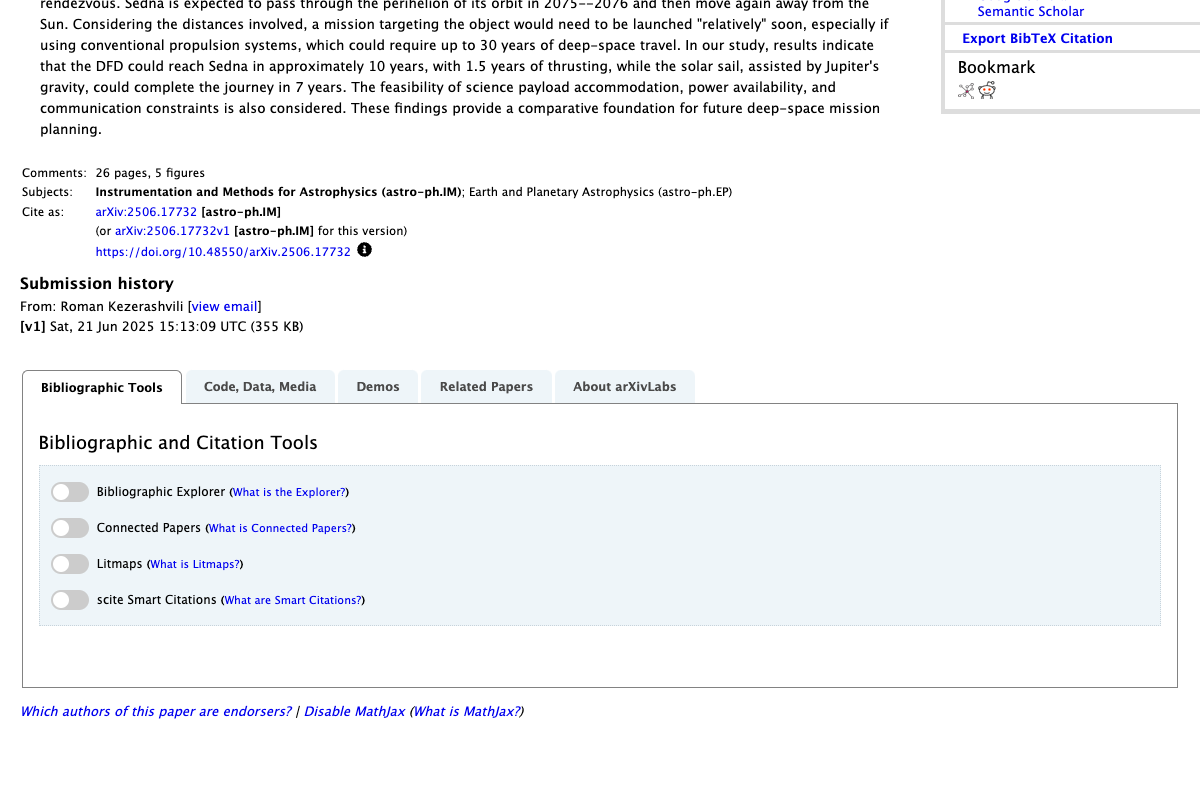 rendezvous. Sedna is expected to pass through the perihelion of its orbit in 2075--2076 and then move again away from the
Sun. Considering the distances involved, a mission targeting the object would need to be launched "relatively" soon, especially if
using conventional propulsion systems, which could require up to 30 years of deep-space travel. In our study, results indicate
that the DFD could reach Sedna in approximately 10 years, with 1.5 years of thrusting, while the solar sail, assisted by Jupiter's
gravity, could complete the journey in 7 years. The feasibility of science payload accommodation, power availability, and
communication constraints is also considered. These findings provide a comparative foundation for future deep-space mission
planning.
Semantic Scholar
Export BibTeX Citation
Bookmark
Comments: 26 pages, 5 figures
Subjects: Instrumentation and Methods for Astrophysics (astro-ph.IM); Earth and Planetary Astrophysics (astro-ph.EP)
Cite as: arXiv:2506.17732 [astro-ph.IM]
(or arXiv:2506.17732v1 [astro-ph.IM] for this version)
https://doi.org/10.48550/arXiv.2506.17732
Submission history
From: Roman Kezerashvili [view email]
[v1] Sat, 21 Jun 2025 15:13:09 UTC (355 KB)
Bibliographic Tools Code, Data, Media Demos Related Papers About arXivLabs
Bibliographic and Citation Tools
Bibliographic Explorer (What is the Explorer?)
Connected Papers (What is Connected Papers?)
Litmaps (What is Litmaps?)
scite Smart Citations (What are Smart Citations?)
Which authors of this paper are endorsers? | Disable MathJax (What is MathJax?)